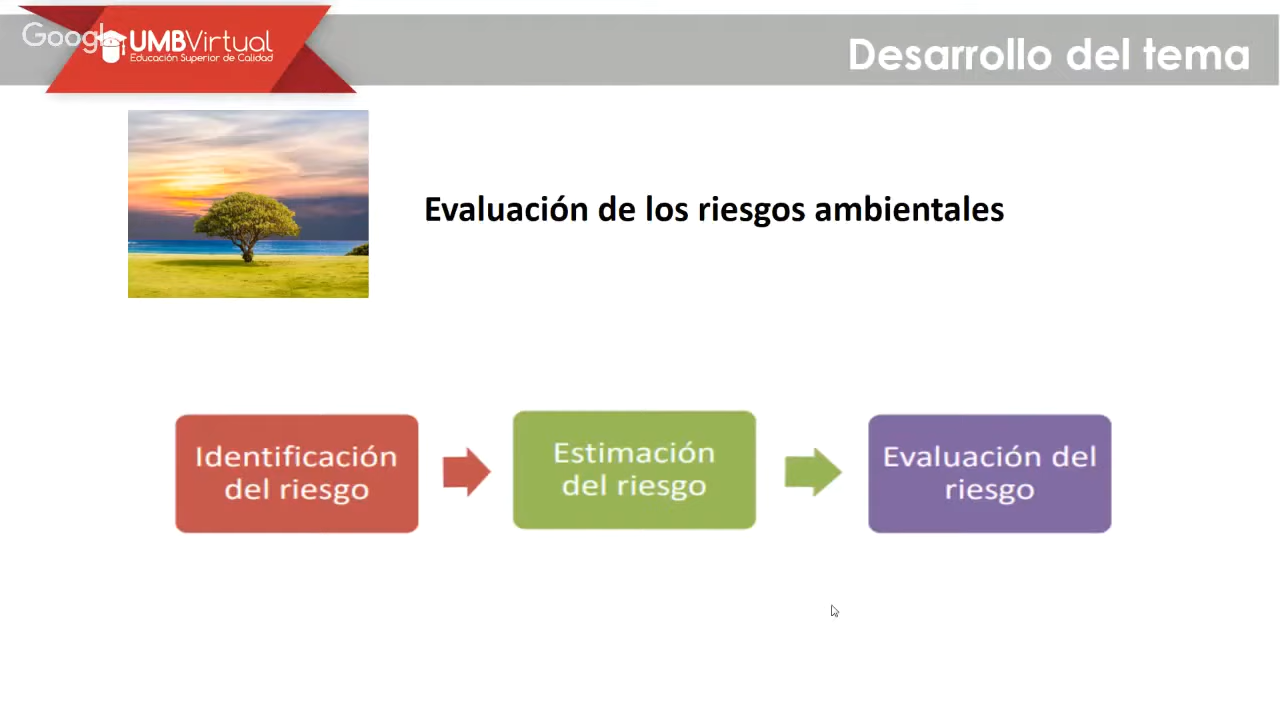 Google
UMBVirtual
Educación Superior de Calidad
Desarrollo del tema
Evaluación de los riesgos ambientales
Identificación
del riesgo
Estimación
del riesgo
Evaluación del
riesgo